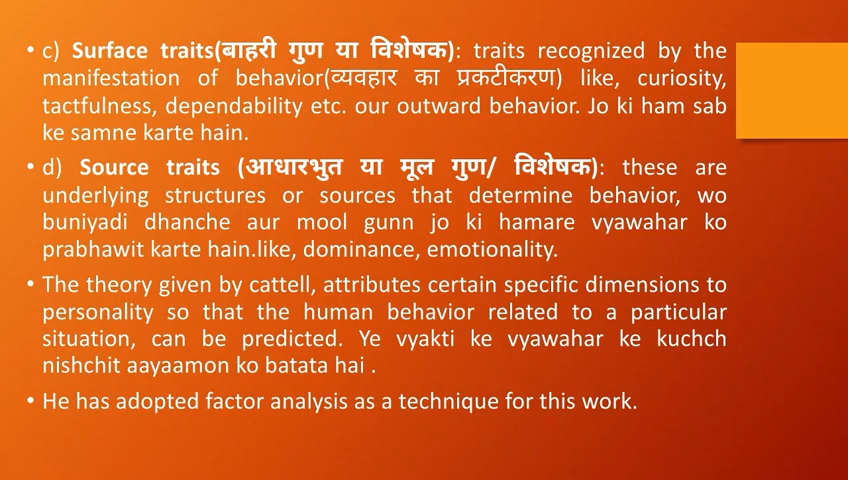 • c) Surface traits(बाहरी गुण या विशेषक): traits recognized by the
manifestation of behavior(व्यवहार का प्रकटीकरण) like, curiosity,
tactfulness, dependability etc. our outward behavior. Jo ki ham sab
ke samne karte hain.
• d) Source traits (आधारभुत या मूल गुण/ विशेषक): these are
underlying structures or sources that determine behavior, wo
buniyadi dhanche aur mool gunn jo ki hamare vyawahar ko
prabhawit karte hain.like, dominance, emotionality.
• The theory given by cattell, attributes certain specific dimensions to
personality so that the human behavior related to a particular
situation, can be predicted. Ye vyakti ke vyawahar ke kuchch
nishchit aayaamon ko batata hai .
• He has adopted factor analysis as a technique for this work.